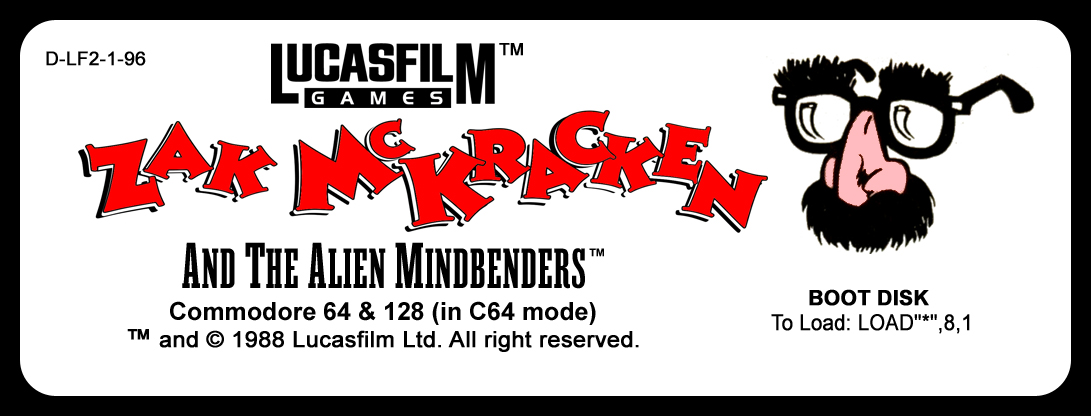 D-LF2-1-96
LUCASFILM™
GAMES
ZAK MCKRACKEN
AND THE ALIEN MINDBENDERS™
Commodore 64 & 128 (in C64 mode)
™ and © 1988 Lucasfilm Ltd. All right reserved.
BOOT DISK
To Load: LOAD"*",8,1